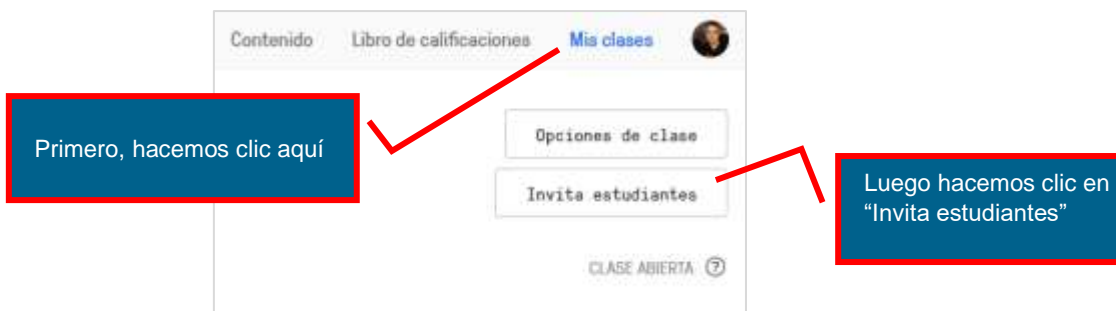 Contenido Libro de calificaciones Mis clases
Primero, hacemos clic aquí
Opciones de clase
Invita estudiantes
Luego hacemos clic en
“Invita estudiantes”
CLASE ABIERTA ?